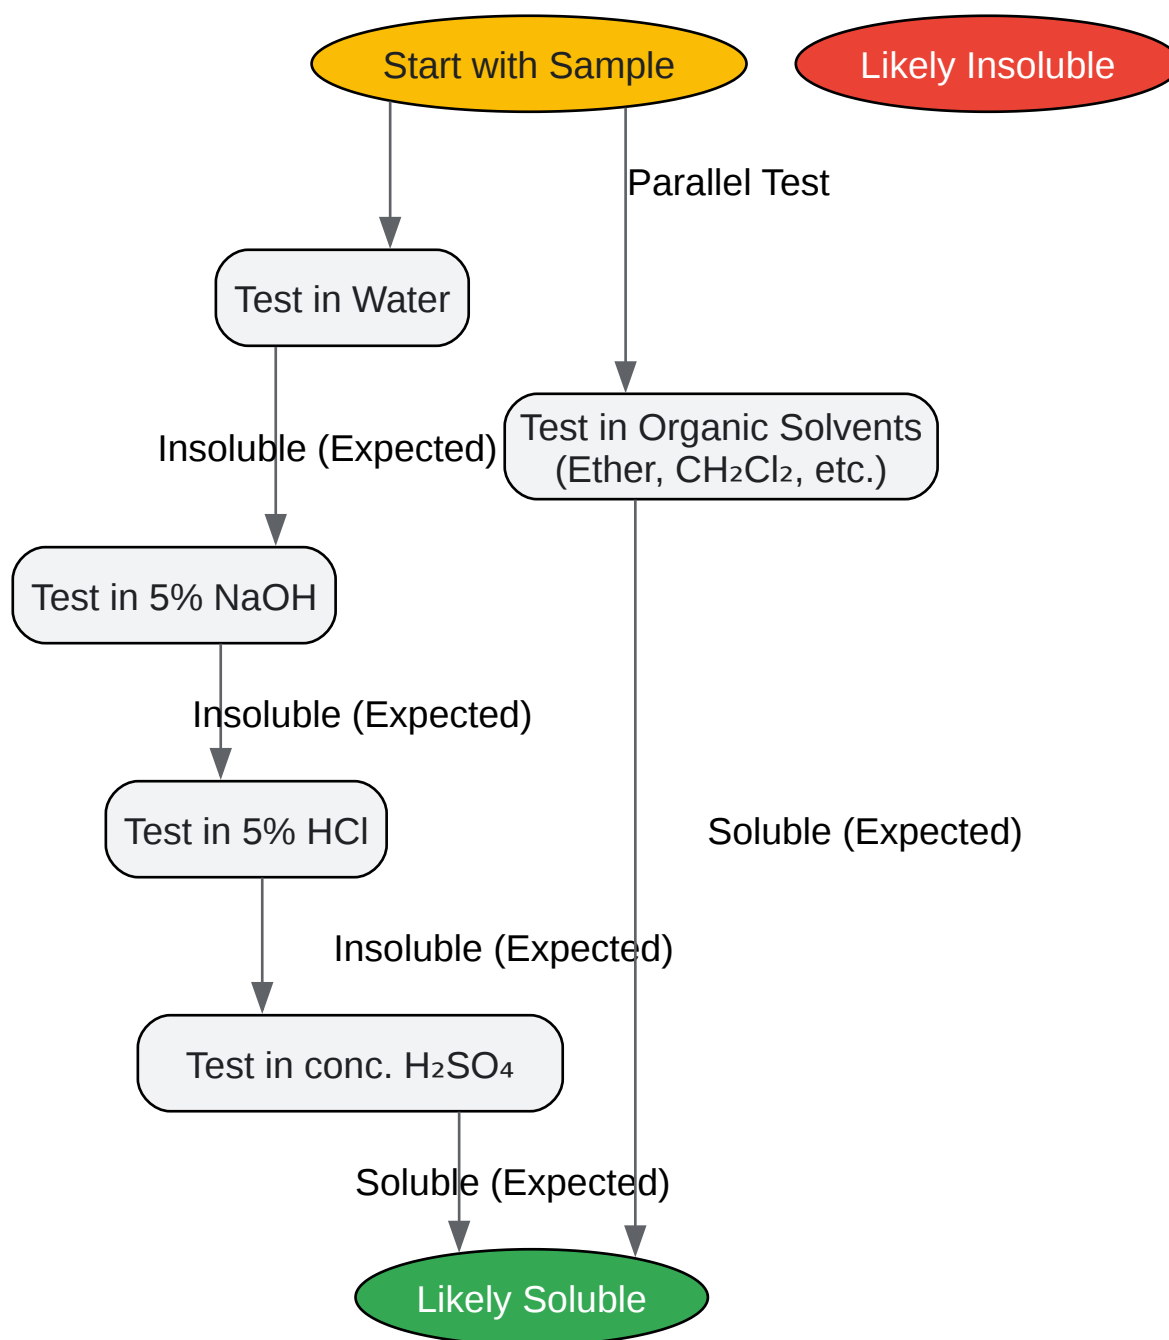 Start with Sample
Likely Insoluble
Parallel Test
Test in Water
Test in Organic Solvents
(Ether, CH₂Cl₂, etc.)
Insoluble (Expected)
Test in 5% NaOH
Insoluble (Expected)
Test in 5% HCl
Soluble (Expected)
Insoluble (Expected)
Test in conc. H₂SO₄
Soluble (Expected)
Likely Soluble